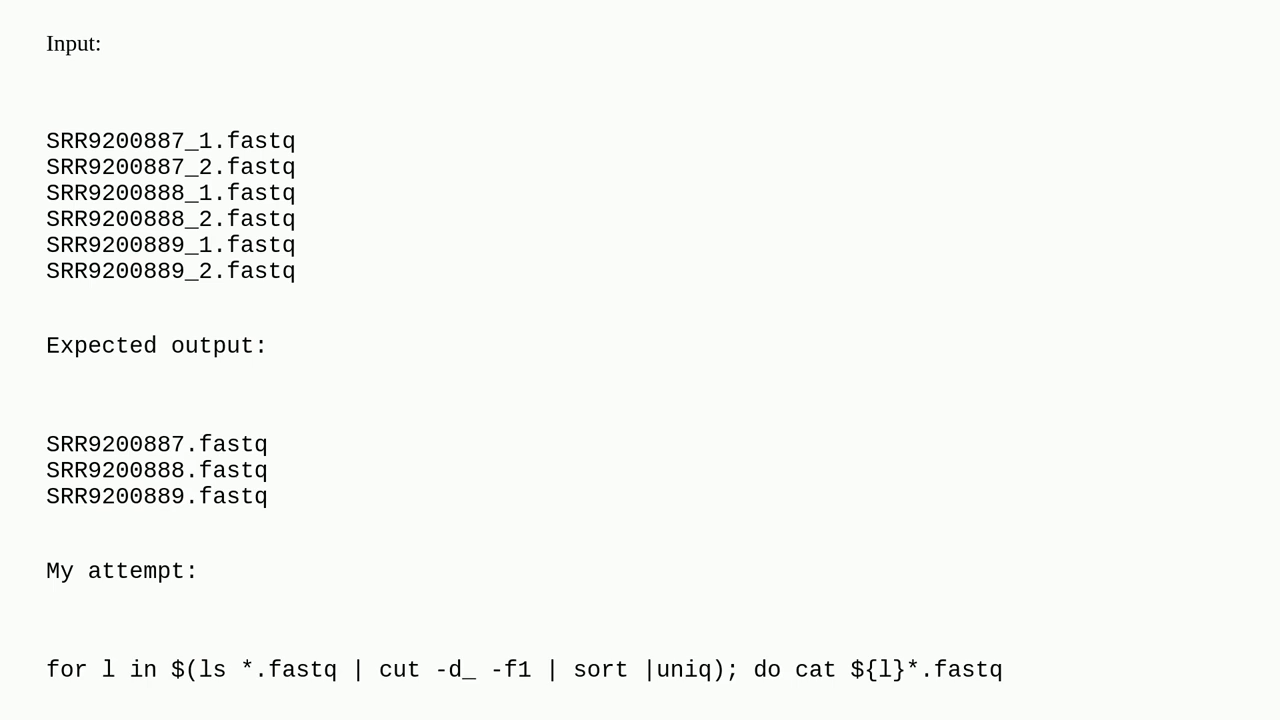 Input:
SRR9200887_1.fastq
SRR9200887_2.fastq
SRR9200888_1.fastq
SRR9200888_2.fastq
SRR9200889_1.fastq
SRR9200889_2.fastq
Expected output:
SRR9200887.fastq
SRR9200888.fastq
SRR9200889.fastq
My attempt:
for l in $(ls *.fastq | cut -d_ -f1 | sort |uniq); do cat ${l}*.fastq